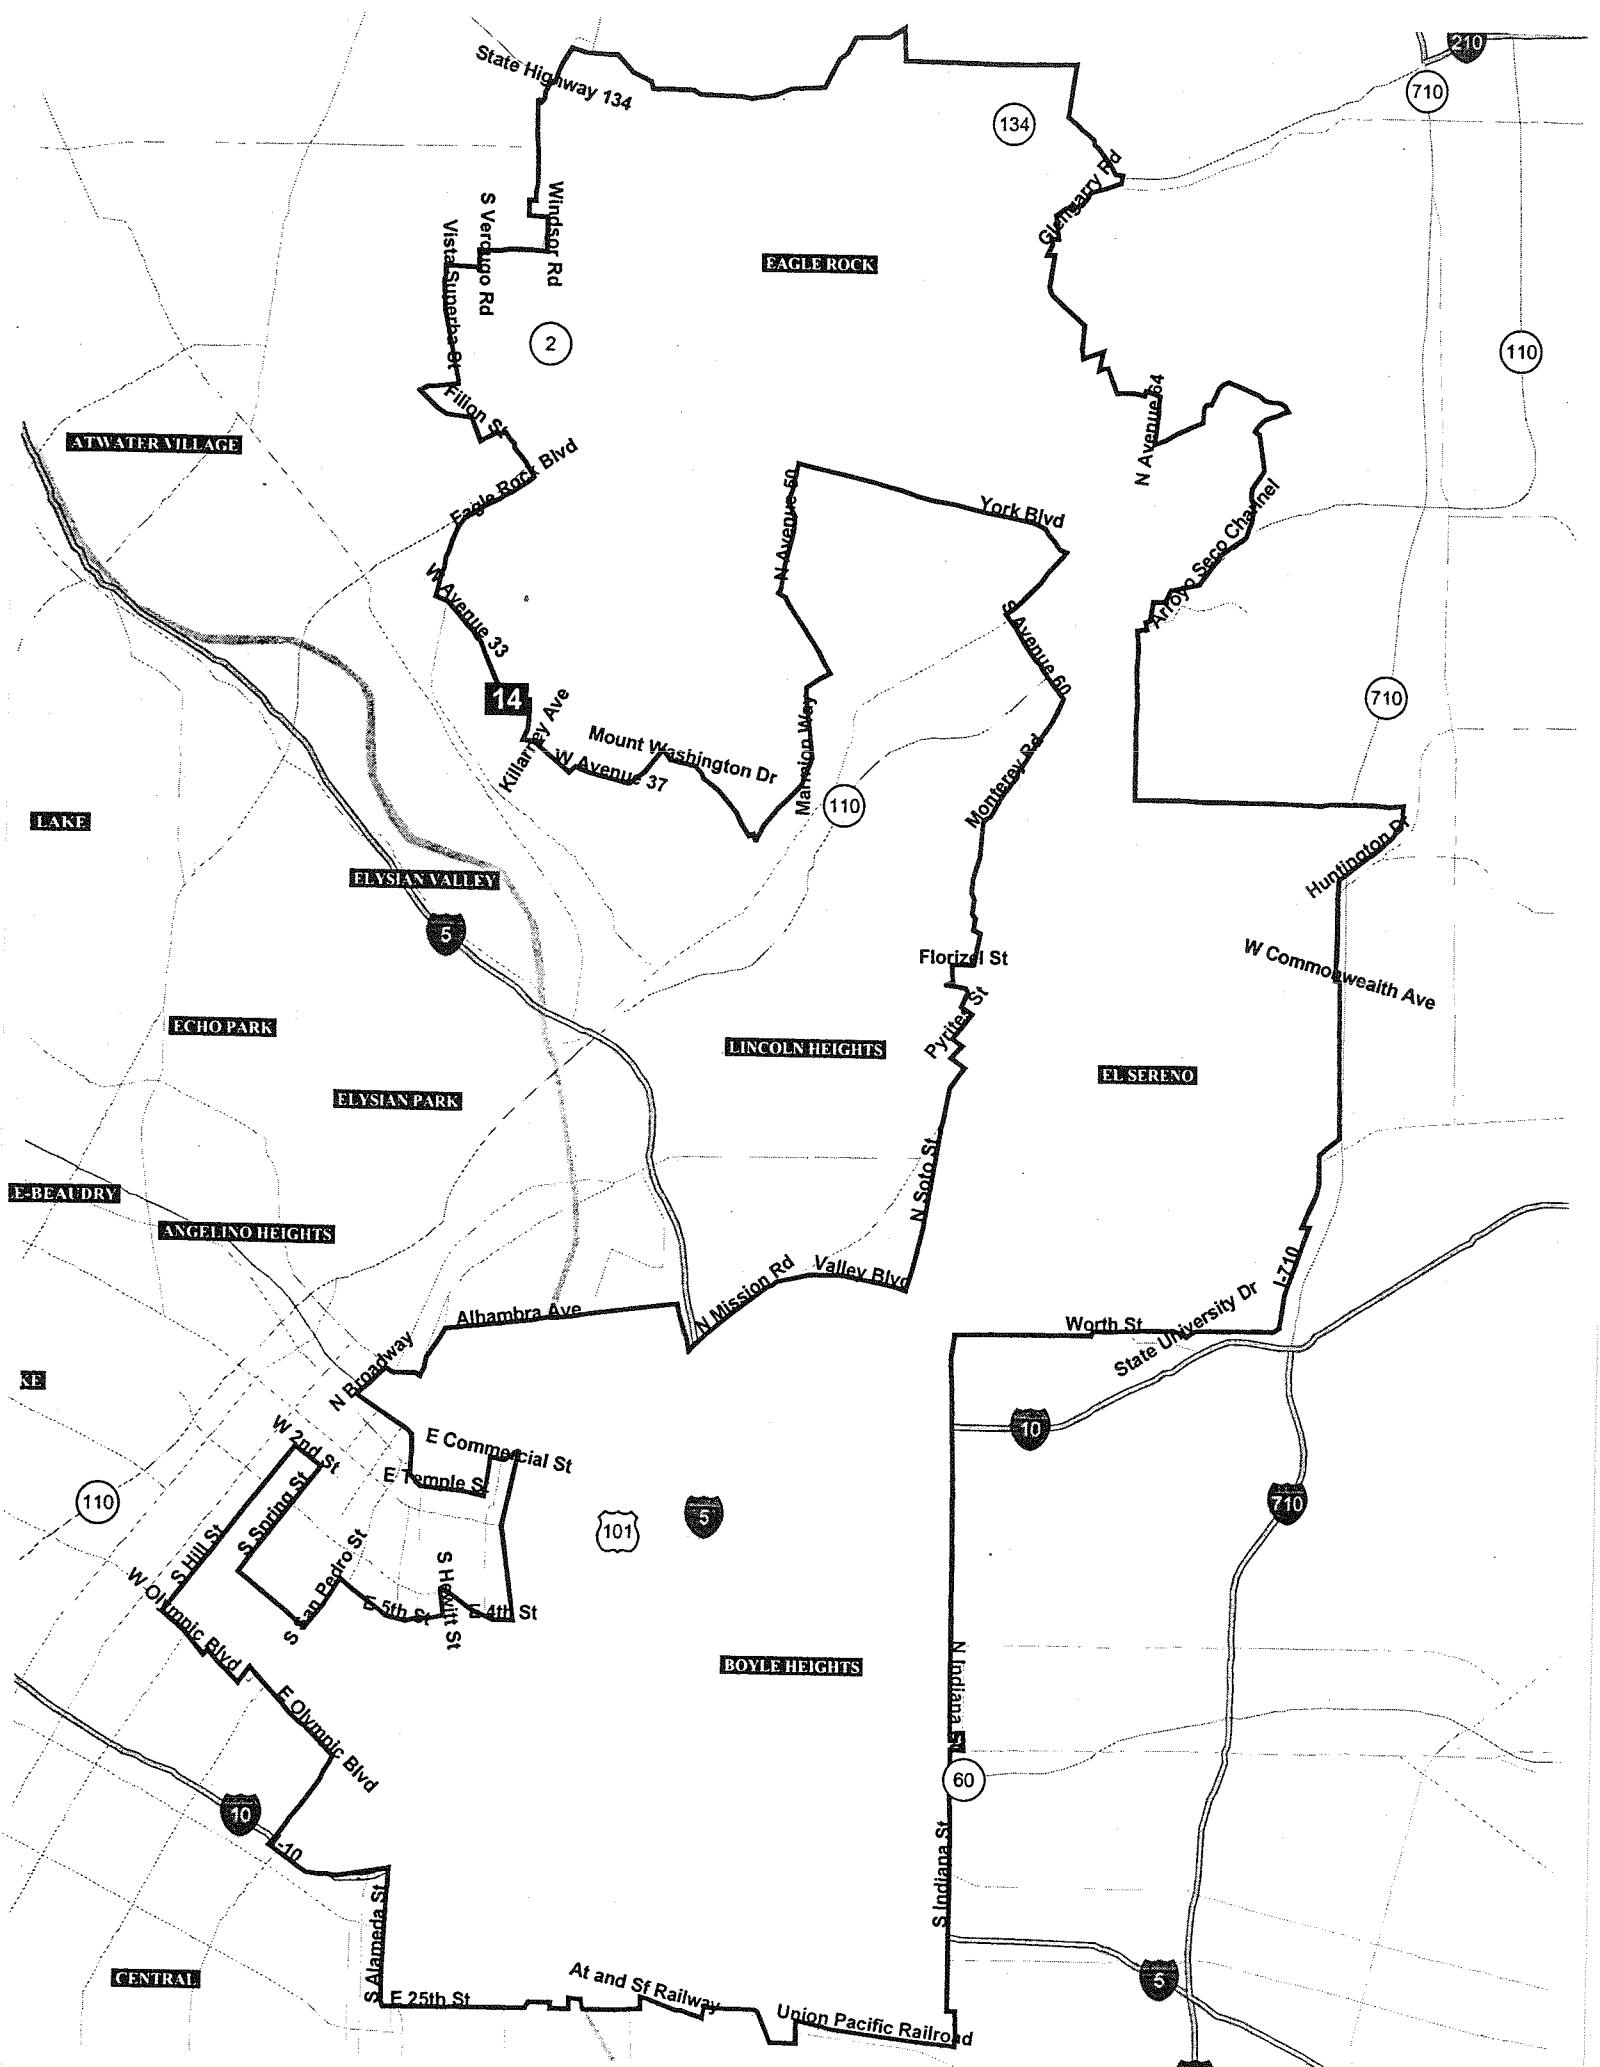 State Highway 134
210
710
134
Glengarry Rd
Windsor Rd
S Verdugo Rd
Vista Superba St
EAGLE ROCK
2
110
Filion St
N Avenue 64
ATWATER VILLAGE
Eagle Rock Blvd
N Avenue 50
York Blvd
Arroyo Seco Channel
W Avenue 33
S Avenue 60
14
Killarney Ave
710
Mount Washington Dr
W Avenue 37
Marmion Way
Monterey Rd
110
LAKE
Huntington Dr
ELYSIAN VALLEY
5
Florizel St
W Commonwealth Ave
Pyrites St
ECHO PARK
LINCOLN HEIGHTS
EL SERENO
ELYSIAN PARK
N Soto St
E-BEAUDRY
ANGELINO HEIGHTS
I-710
N Mission Rd
Valley Blvd
Alhambra Ave
Worth St
State University Dr
N Broadway
KE
W 2nd St
E Commercial St
10
E Temple St
S Spring St
110
5
710
101
S Hill St
San Pedro St
S
S Hewitt St
W Olympic Blvd
E 5th St
E 4th St
BOYLE HEIGHTS
N Indiana St
E Olympic Blvd
60
10
I-10
S Indiana St
S Alameda St
CENTRAL
At and Sf Railway
5
E 25th St
Union Pacific Railroad